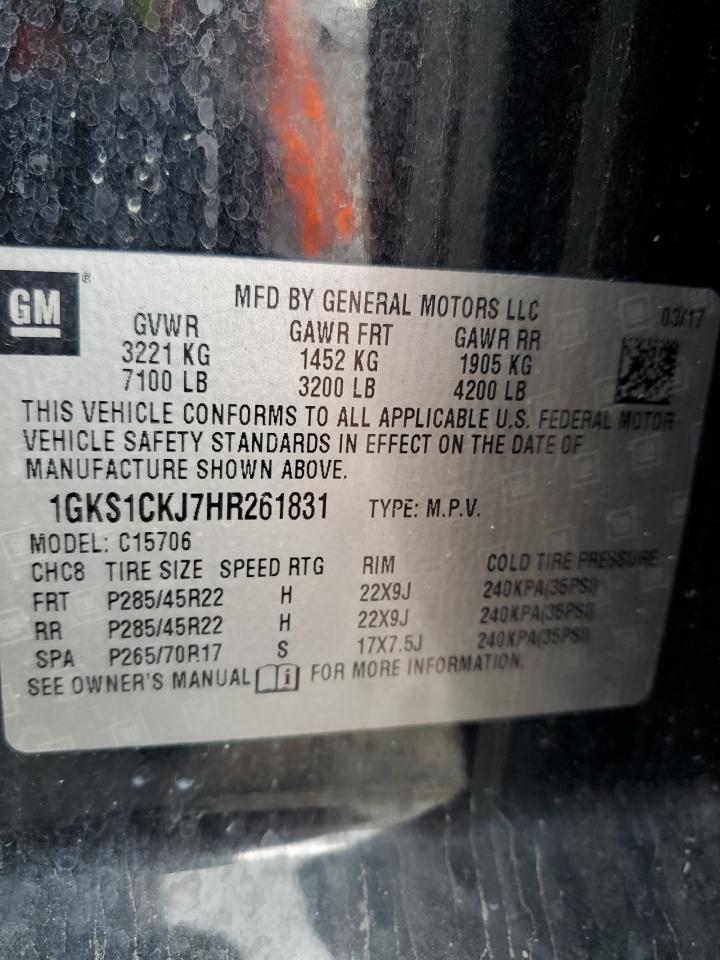 GM ®
MFD BY GENERAL MOTORS LLC 03/17
GVWR GAWR FRT GAWR RR
3221 KG 1452 KG 1905 KG
7100 LB 3200 LB 4200 LB
THIS VEHICLE CONFORMS TO ALL APPLICABLE U.S. FEDERAL MOTOR
VEHICLE SAFETY STANDARDS IN EFFECT ON THE DATE OF
MANUFACTURE SHOWN ABOVE.
1GKS1CKJ7HR261831 TYPE: M.P.V.
MODEL: C15706
CHC8 TIRE SIZE SPEED RTG RIM COLD TIRE PRESSURE
FRT P285/45R22 H 22X9J 240KPA(35PSI)
RR P285/45R22 H 22X9J 240KPA(35PSI)
SPA P265/70R17 S 17X7.5J 240KPA(35PSI)
SEE OWNER'S MANUAL i FOR MORE INFORMATION.